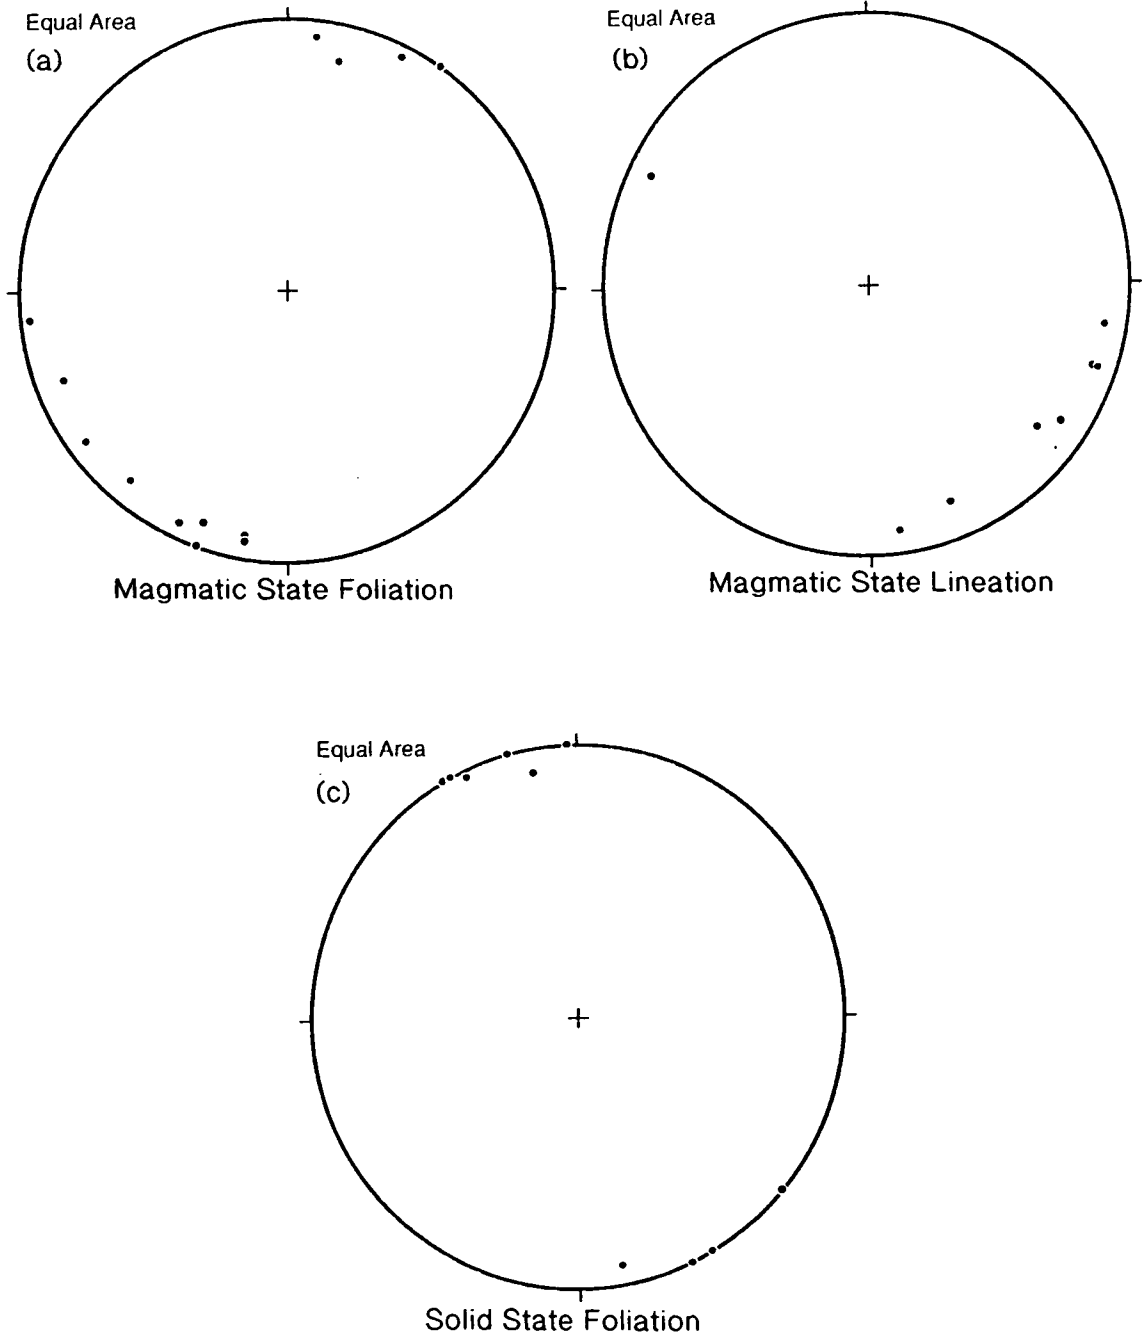 Equal Area
(a)
Magmatic State Foliation
Equal Area
(b)
Magmatic State Lineation
Equal Area
(c)
Solid State Foliation